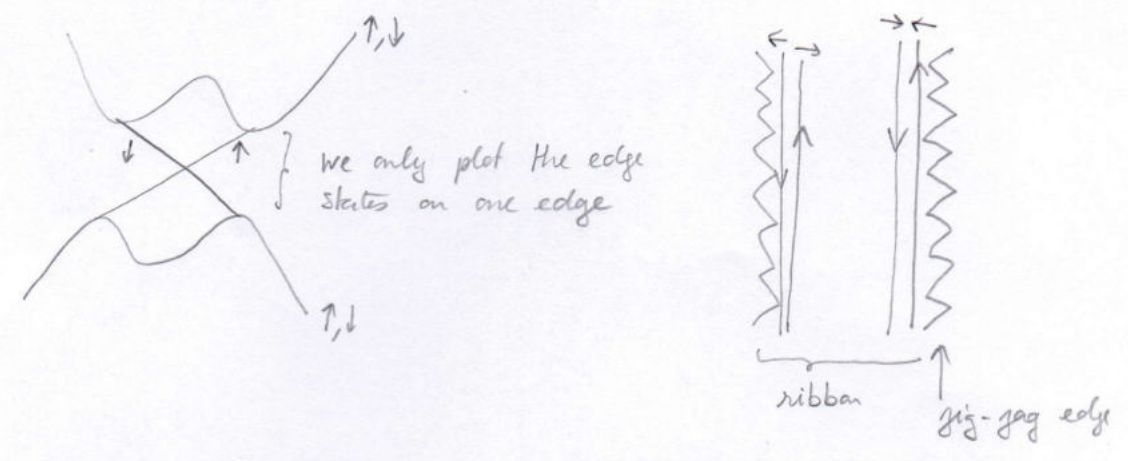 ↑,↓
↓ ↑
we only plot the edge
states on one edge
↑,↓
ribbon
zig-zag edge